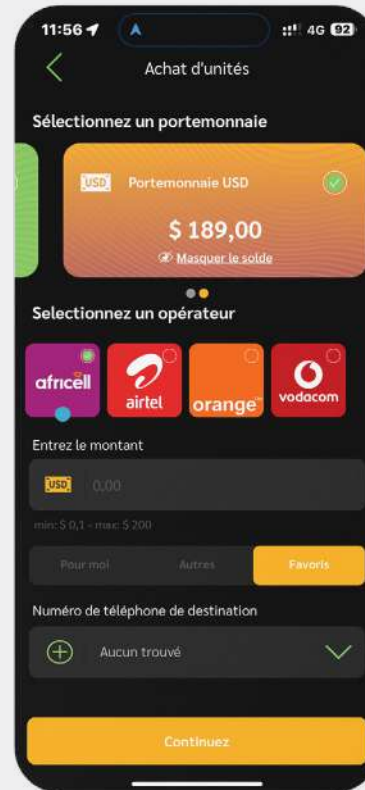 11:56 4G 92
Achat d'unités
Sélectionnez un portemonnaie
USD Portemonnaie USD
$ 189,00
Masquer le solde
Selectionnez un opérateur
africell airtel orange™ vodacom
Entrez le montant
USD 0,00
min: $ 0,1 - max: $ 200
Pour moi Autres Favoris
Numéro de téléphone de destination
Aucun trouvé
Continuez